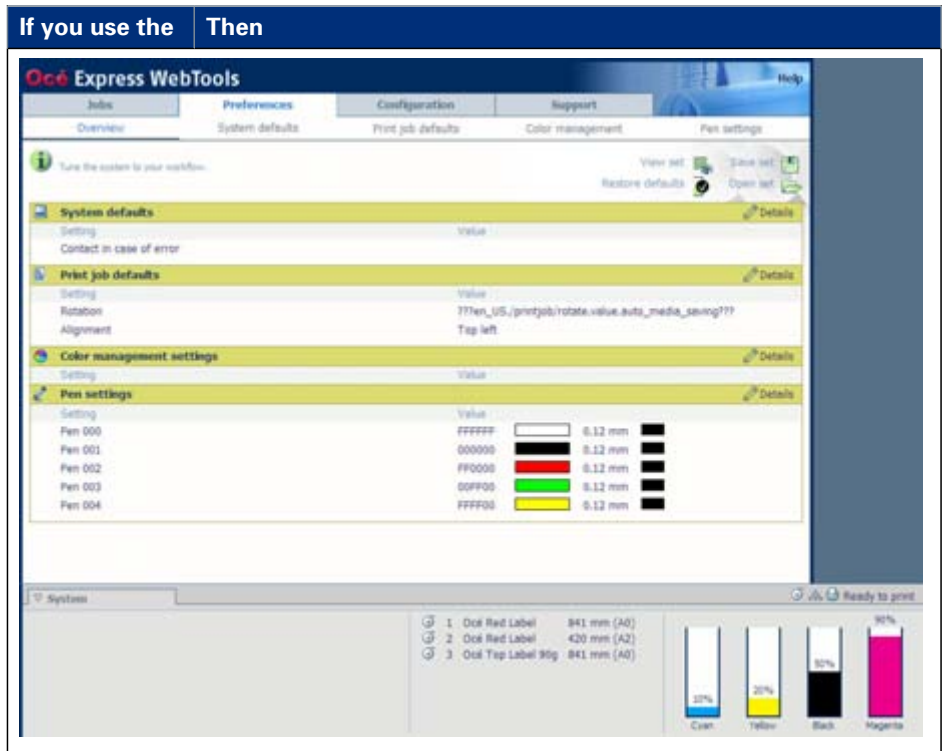 If you use the Then
Océ Express WebTools
Help
Jobs Preferences Configuration Support
Overview System defaults Print job defaults Color management Pen settings
Tune the system to your workflow.
View set Save set
Restore defaults Open set
System defaults Details
Setting Value
Contact in case of error
Print job defaults Details
Setting Value
Rotation ???en_US./printjob/rotate.value.auto_media_saving???
Alignment Top left
Color management settings Details
Setting Value
Pen settings Details
Setting Value
Pen 000 FFFFFF 0.12 mm
Pen 001 000000 0.12 mm
Pen 002 FF0000 0.12 mm
Pen 003 00FF00 0.12 mm
Pen 004 FFFF00 0.12 mm
System Ready to print
1 Océ Red Label 841 mm (A0)
2 Océ Red Label 420 mm (A2)
3 Océ Top Label 90g 841 mm (A0)
10% 20% 50% 90%
Cyan Yellow Black Magenta